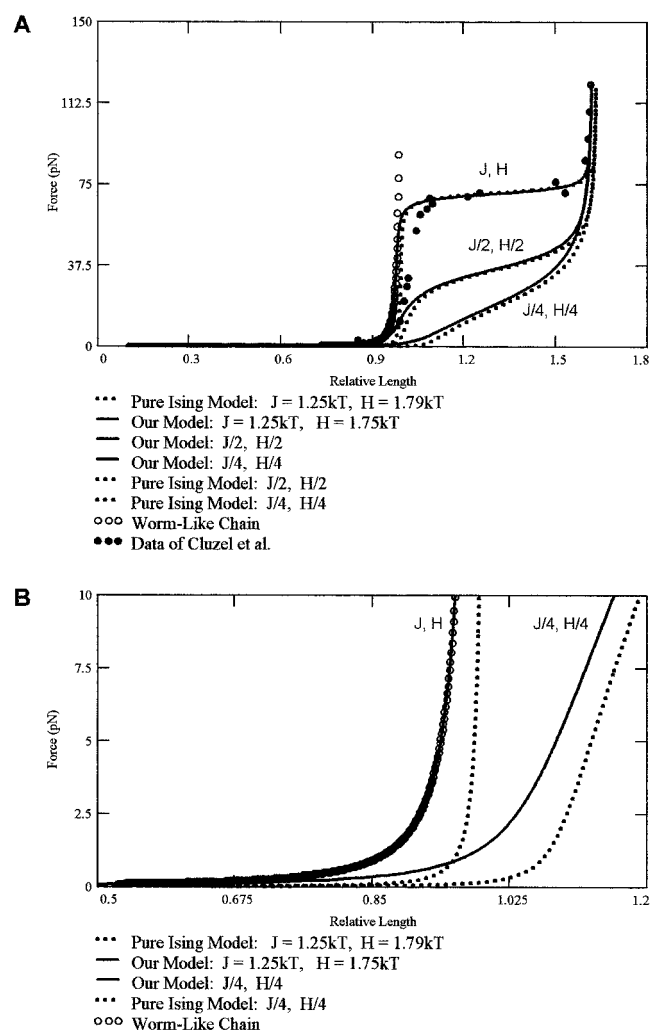 A
150
112.5
75
37.5
0
Force (pN)
J, H
J/2, H/2
J/4, H/4
0 0.3 0.6 0.9 1.2 1.5 1.8
Relative Length
Pure Ising Model: J = 1.25kT, H = 1.79kT
Our Model: J = 1.25kT, H = 1.75kT
Our Model: J/2, H/2
Our Model: J/4, H/4
Pure Ising Model: J/2, H/2
Pure Ising Model: J/4, H/4
Worm-Like Chain
Data of Cluzel et al.
B
10
7.5
5
2.5
0
Force (pN)
J, H
J/4, H/4
0.5 0.675 0.85 1.025 1.2
Relative Length
Pure Ising Model: J = 1.25kT, H = 1.79kT
Our Model: J = 1.25kT, H = 1.75kT
Our Model: J/4, H/4
Pure Ising Model: J/4, H/4
Worm-Like Chain